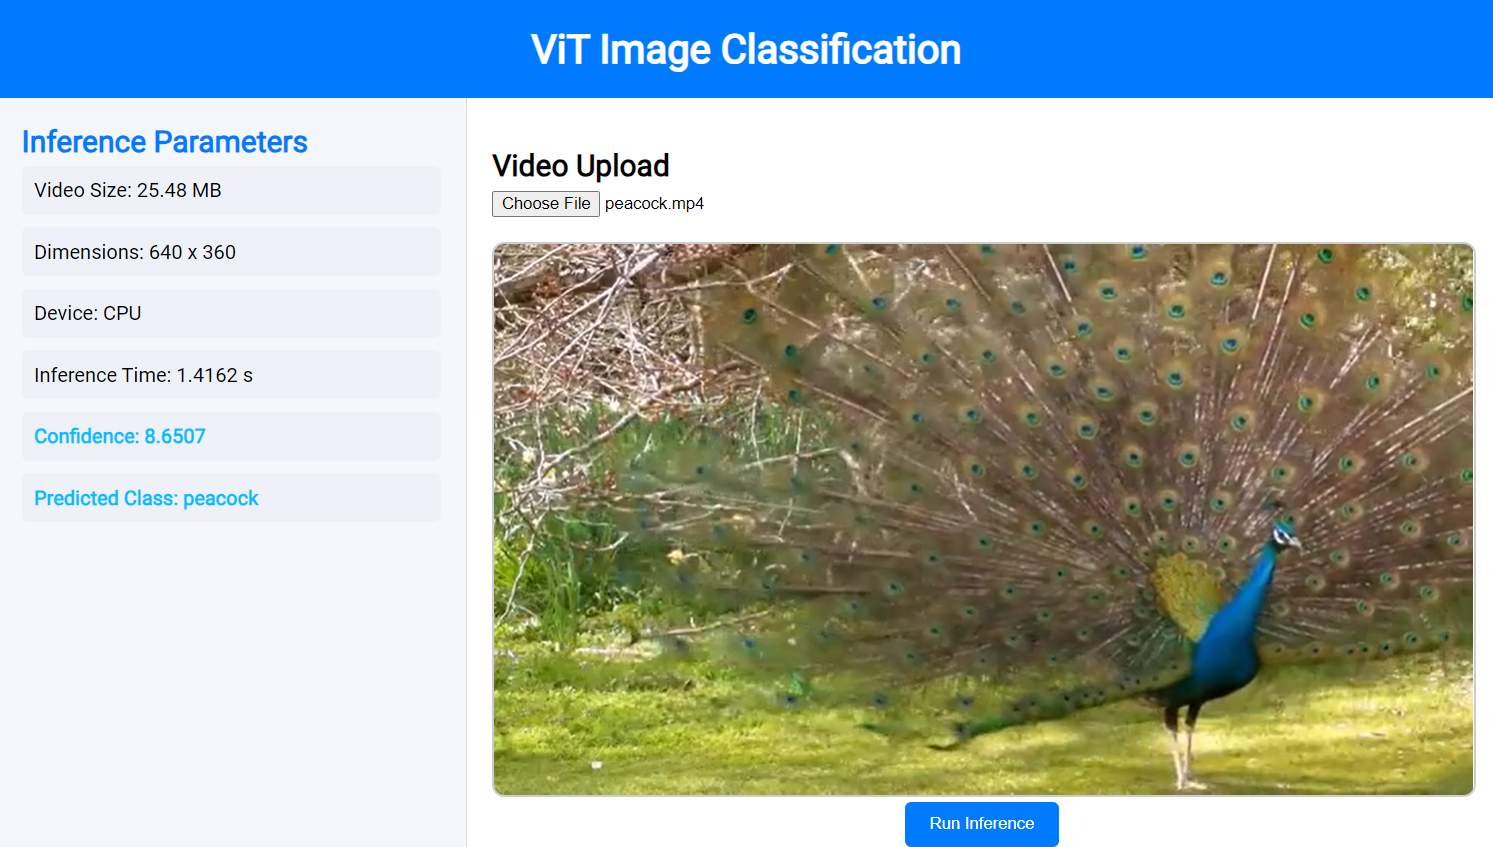 ViT Image Classification
Inference Parameters
Video Size: 25.48 MB
Dimensions: 640 x 360
Device: CPU
Inference Time: 1.4162 s
Confidence: 8.6507
Predicted Class: peacock
Video Upload
Choose File peacock.mp4
Run Inference